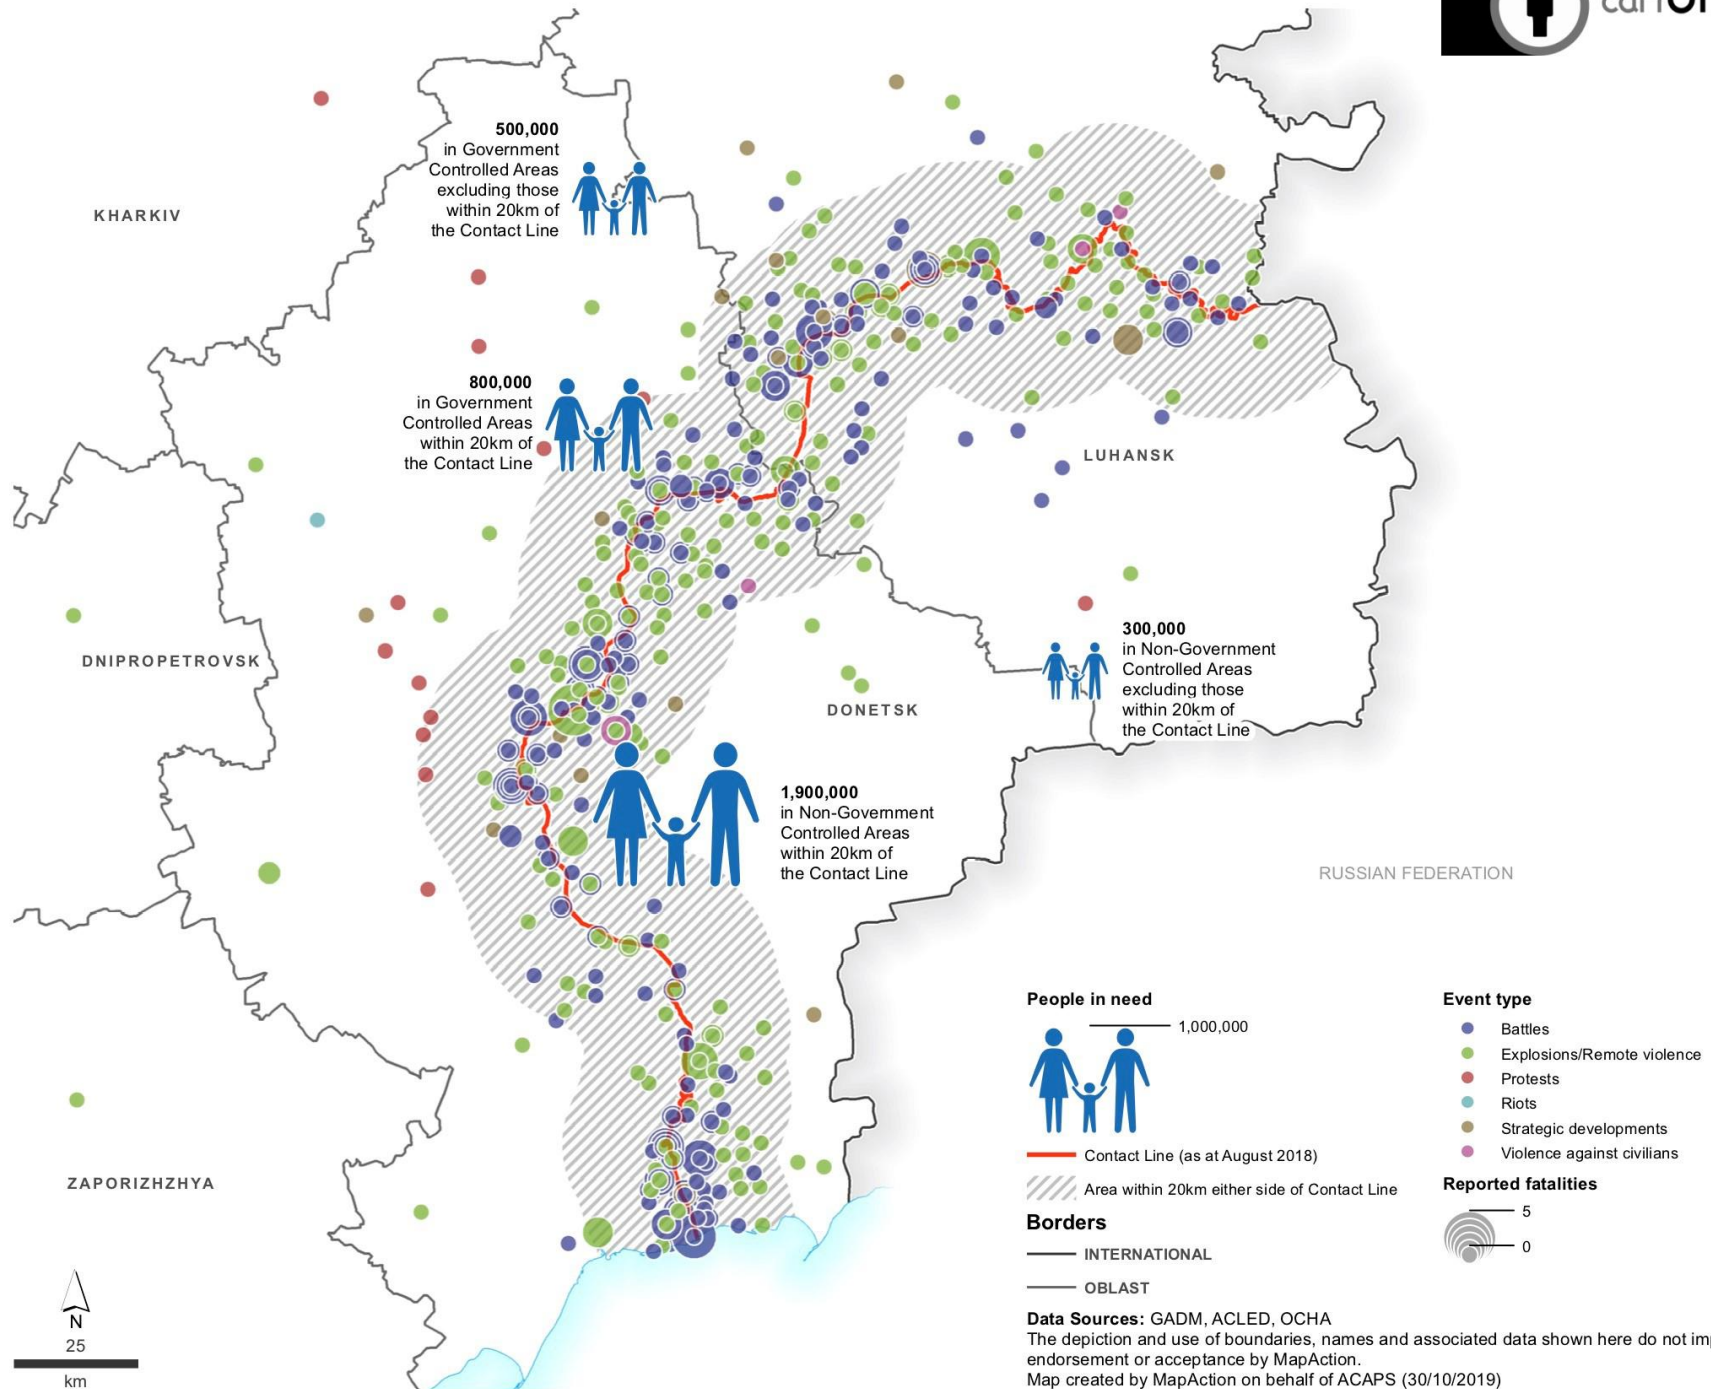 KHARKIV
500,000
in Government
Controlled Areas
excluding those
within 20km of
the Contact Line
800,000
in Government
Controlled Areas
within 20km of
the Contact Line
LUHANSK
DNIPROPETROVSK
300,000
in Non-Government
Controlled Areas
excluding those
within 20km of
the Contact Line
DONETSK
1,900,000
in Non-Government
Controlled Areas
within 20km of
the Contact Line
RUSSIAN FEDERATION
ZAPORIZHZHYA
N
25
km
People in need
1,000,000
Contact Line (as at August 2018)
Area within 20km either side of Contact Line
Borders
INTERNATIONAL
OBLAST
Event type
Battles
Explosions/Remote violence
Protests
Riots
Strategic developments
Violence against civilians
Reported fatalities
5
0
Data Sources: GADM, ACLED, OCHA
The depiction and use of boundaries, names and associated data shown here do not
endorsement or acceptance by MapAction.
Map created by MapAction on behalf of ACAPS (30/10/2019)